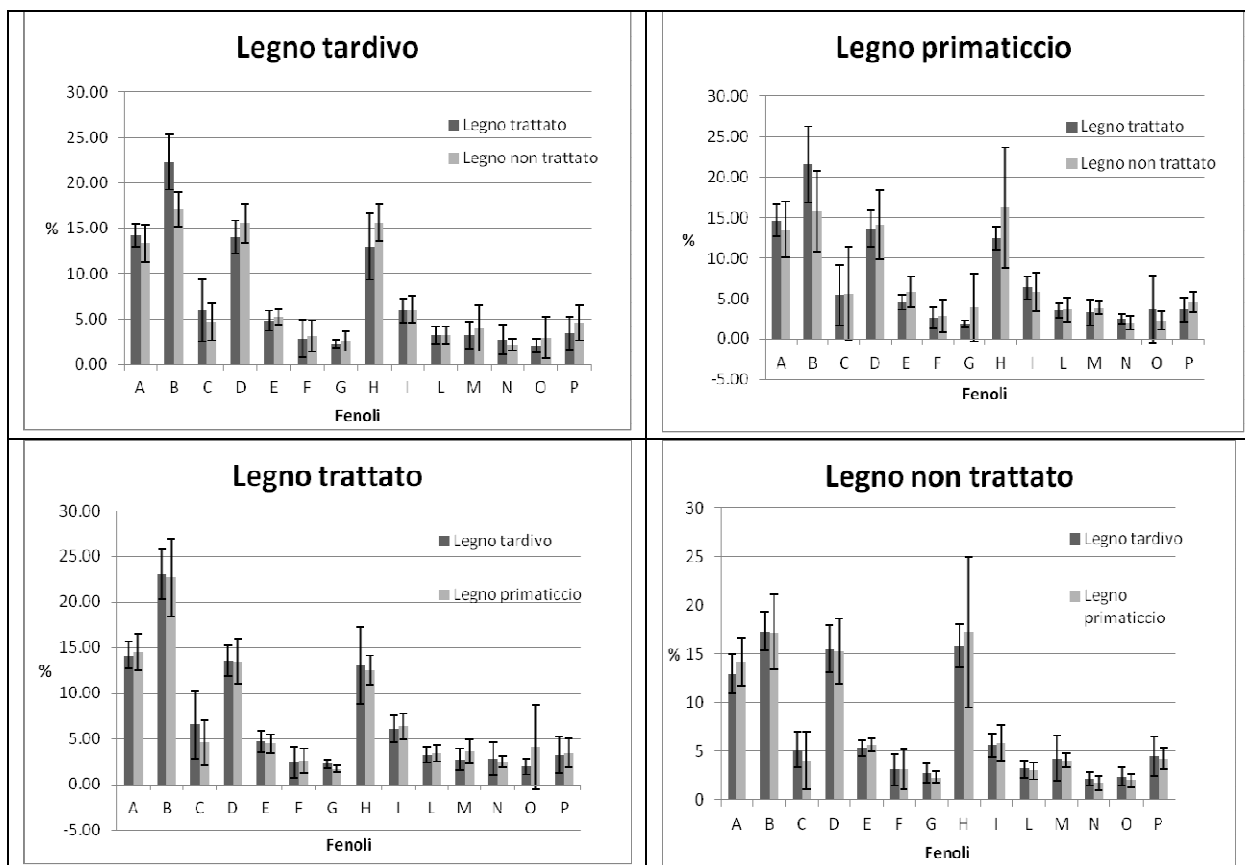 Legno tardivo
30.00
25.00
20.00
15.00
10.00
5.00
0.00
%
Legno trattato
Legno non trattato
A B C D E F G H I L M N O P
Fenoli
Legno primaticcio
30.00
25.00
20.00
15.00
10.00
5.00
0.00
-5.00
%
Legno trattato
Legno non trattato
A B C D E F G H I L M N O P
Fenoli
Legno trattato
30.00
25.00
20.00
15.00
10.00
5.00
0.00
-5.00
%
Legno tardivo
Legno primaticcio
A B C D E F G H I L M N O P
Fenoli
Legno non trattato
30
25
20
15
10
5
0
%
Legno tardivo
Legno
primaticcio
A B C D E F G H I L M N O P
Fenoli